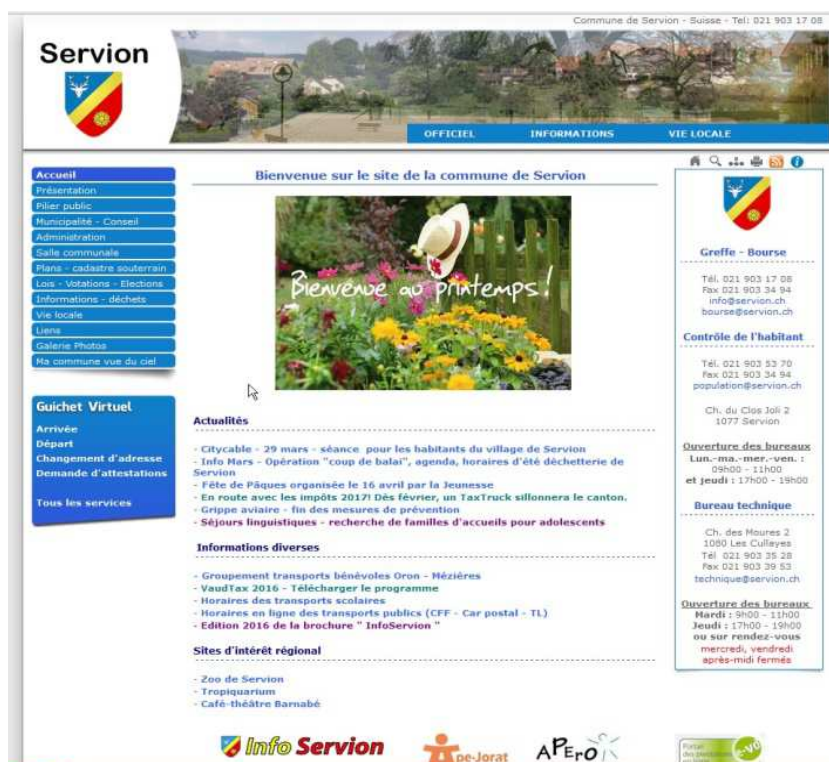 Commune de Servion - Suisse - Tel: 021 903 17 08
Servion
OFFICIEL INFORMATIONS VIE LOCALE
Accueil
Présentation
Pilier public
Municipalité - Conseil
Administration
Salle communale
Plans - cadastre souterrain
Lois - Votations - Elections
Informations - déchets
Vie locale
Liens
Galerie Photos
Ma commune vue du ciel
Guichet Virtuel
Arrivée
Départ
Changement d'adresse
Demande d'attestations
Tous les services
Bienvenue sur le site de la commune de Servion
Bienvenue au printemps!
Actualités
- Citycable - 29 mars - séance pour les habitants du village de Servion
- Info Mars - Opération "coup de balai", agenda, horaires d'été déchetterie de
Servion
- Fête de Pâques organisée le 16 avril par la Jeunesse
- En route avec les impôts 2017! Dès février, un TaxTruck sillonnera le canton.
- Grippe aviaire - fin des mesures de prévention
- Séjours linguistiques - recherche de familles d'accueils pour adolescents
Informations diverses
- Groupement transports bénévoles Oron - Mézières
- VaudTax 2016 - Télécharger le programme
- Horaires des transports scolaires
- Horaires en ligne des transports publics (CFF - Car postal - TL)
- Edition 2016 de la brochure " InfoServion "
Sites d'intérêt régional
- Zoo de Servion
- Tropiquarium
- Café-théâtre Barnabé
Info Servion
pe-Jorat
APErO
Greffe - Bourse
Tél. 021 903 17 08
Fax 021 903 34 94
info@servion.ch
bourse@servion.ch
Contrôle de l'habitant
Tél. 021 903 53 70
Fax 021 903 34 94
population@servion.ch
Ch. du Clos Joli 2
1077 Servion
Ouverture des bureaux
Lun.-ma.-mer.-ven. :
09h00 - 11h00
et jeudi : 17h00 - 19h00
Bureau technique
Ch. des Moures 2
1080 Les Cullayes
Tél 021 903 35 28
Fax 021 903 39 53
technique@servion.ch
Ouverture des bureaux
Mardi : 9h00 - 11h00
Jeudi : 17h00 - 19h00
ou sur rendez-vous
mercredi, vendredi
après-midi fermés
Portail